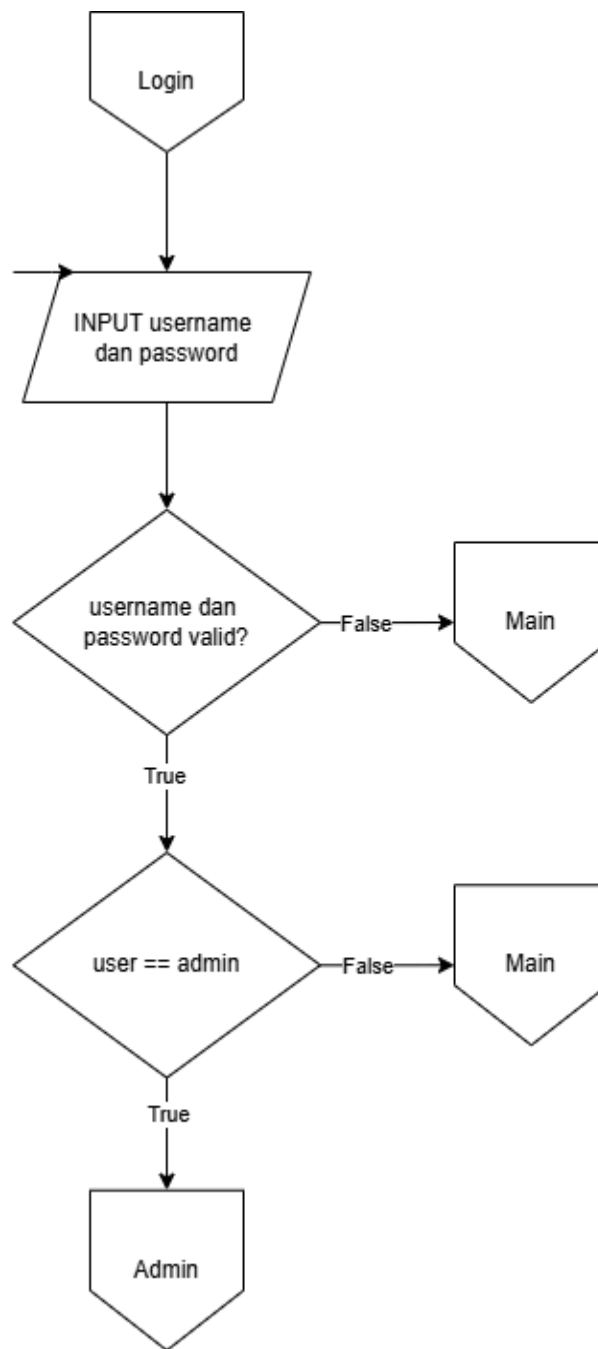 Login
INPUT username
dan password
username dan
password valid?
False
Main
True
user == admin
False
Main
True
Admin